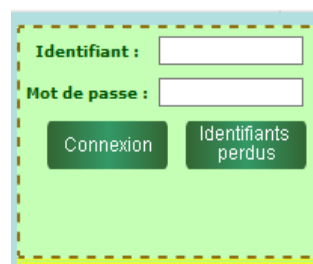 Identifiant :
Mot de passe :
Connexion
Identifiants
perdus